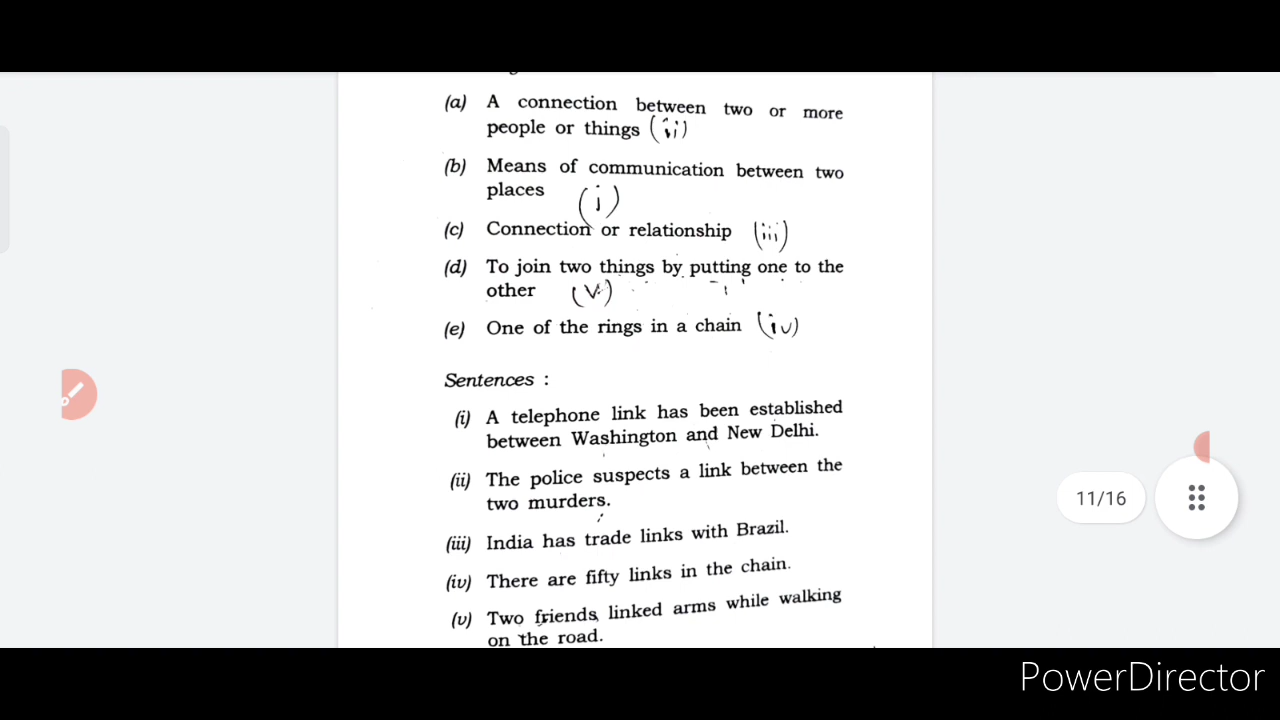 (a) A connection between two or more
people or things (ii)
(b) Means of communication between two
places (i)
(c) Connection or relationship (iii)
(d) To join two things by putting one to the
other (v)
(e) One of the rings in a chain (iv)
Sentences :
(i) A telephone link has been established
between Washington and New Delhi.
(ii) The police suspects a link between the
two murders.
(iii) India has trade links with Brazil.
(iv) There are fifty links in the chain.
(v) Two friends linked arms while walking
on the road.
11/16
PowerDirector